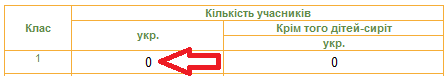 Клас
Кількість учасників
укр.
Крім того дітей-сиріт
укр.
1
0
0